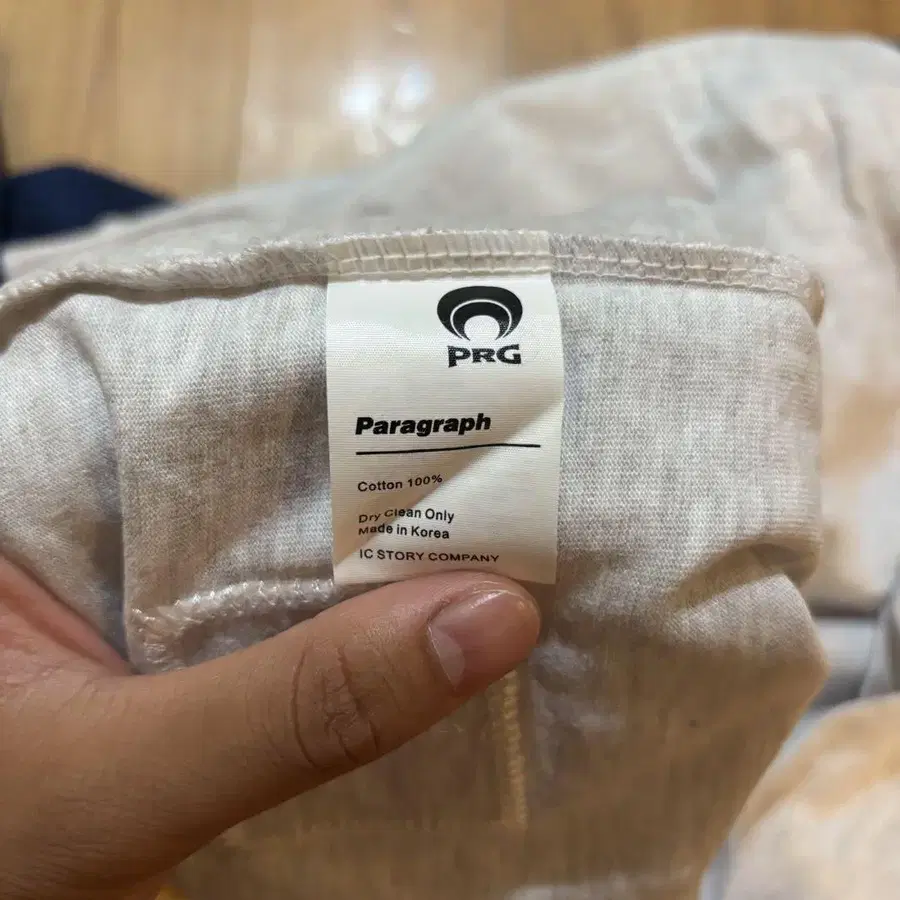 PRG
Paragraph
Cotton 100%
Dry Clean Only
Made in Korea
IC STORY COMPANY